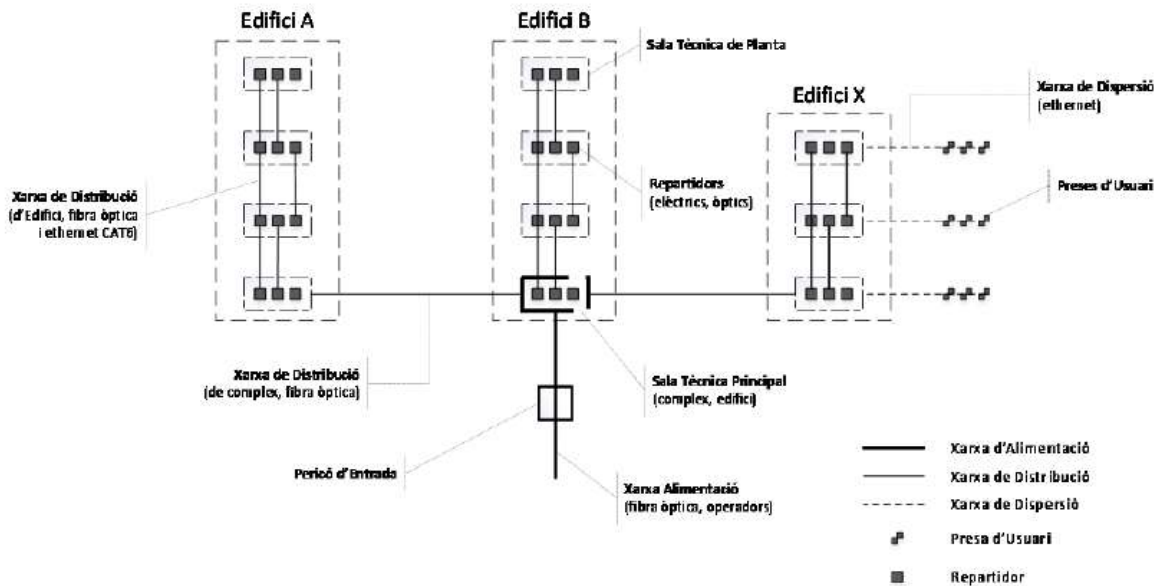 Edifici A
Edifici B
Sala Tècnica de Planta
Edifici X
Xarxa de Dispersió
(ethernet)
Xarxa de Distribució
(d'Edifici, fibra òptica
i ethernet CAT6)
Repartidors
(elèctrics, òptics)
Preses d'Usuari
Xarxa de Distribució
(de complex, fibra òptica)
Sala Tècnica Principal
(complex, edifici)
Pericó d'Entrada
Xarxa Alimentació
(fibra òptica, operadors)
Xarxa d'Alimentació
Xarxa de Distribució
Xarxa de Dispersió
Presa d'Usuari
Repartidor